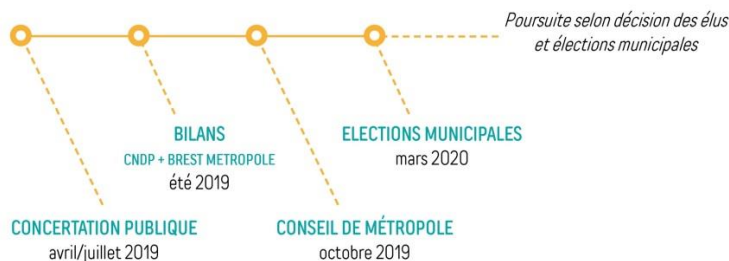 Poursuite selon décision des élus
et élections municipales
BILANS
CNDP + BREST METROPOLE
été 2019
ELECTIONS MUNICIPALES
mars 2020
CONCERTATION PUBLIQUE
avril/juillet 2019
CONSEIL DE MÉTROPOLE
octobre 2019